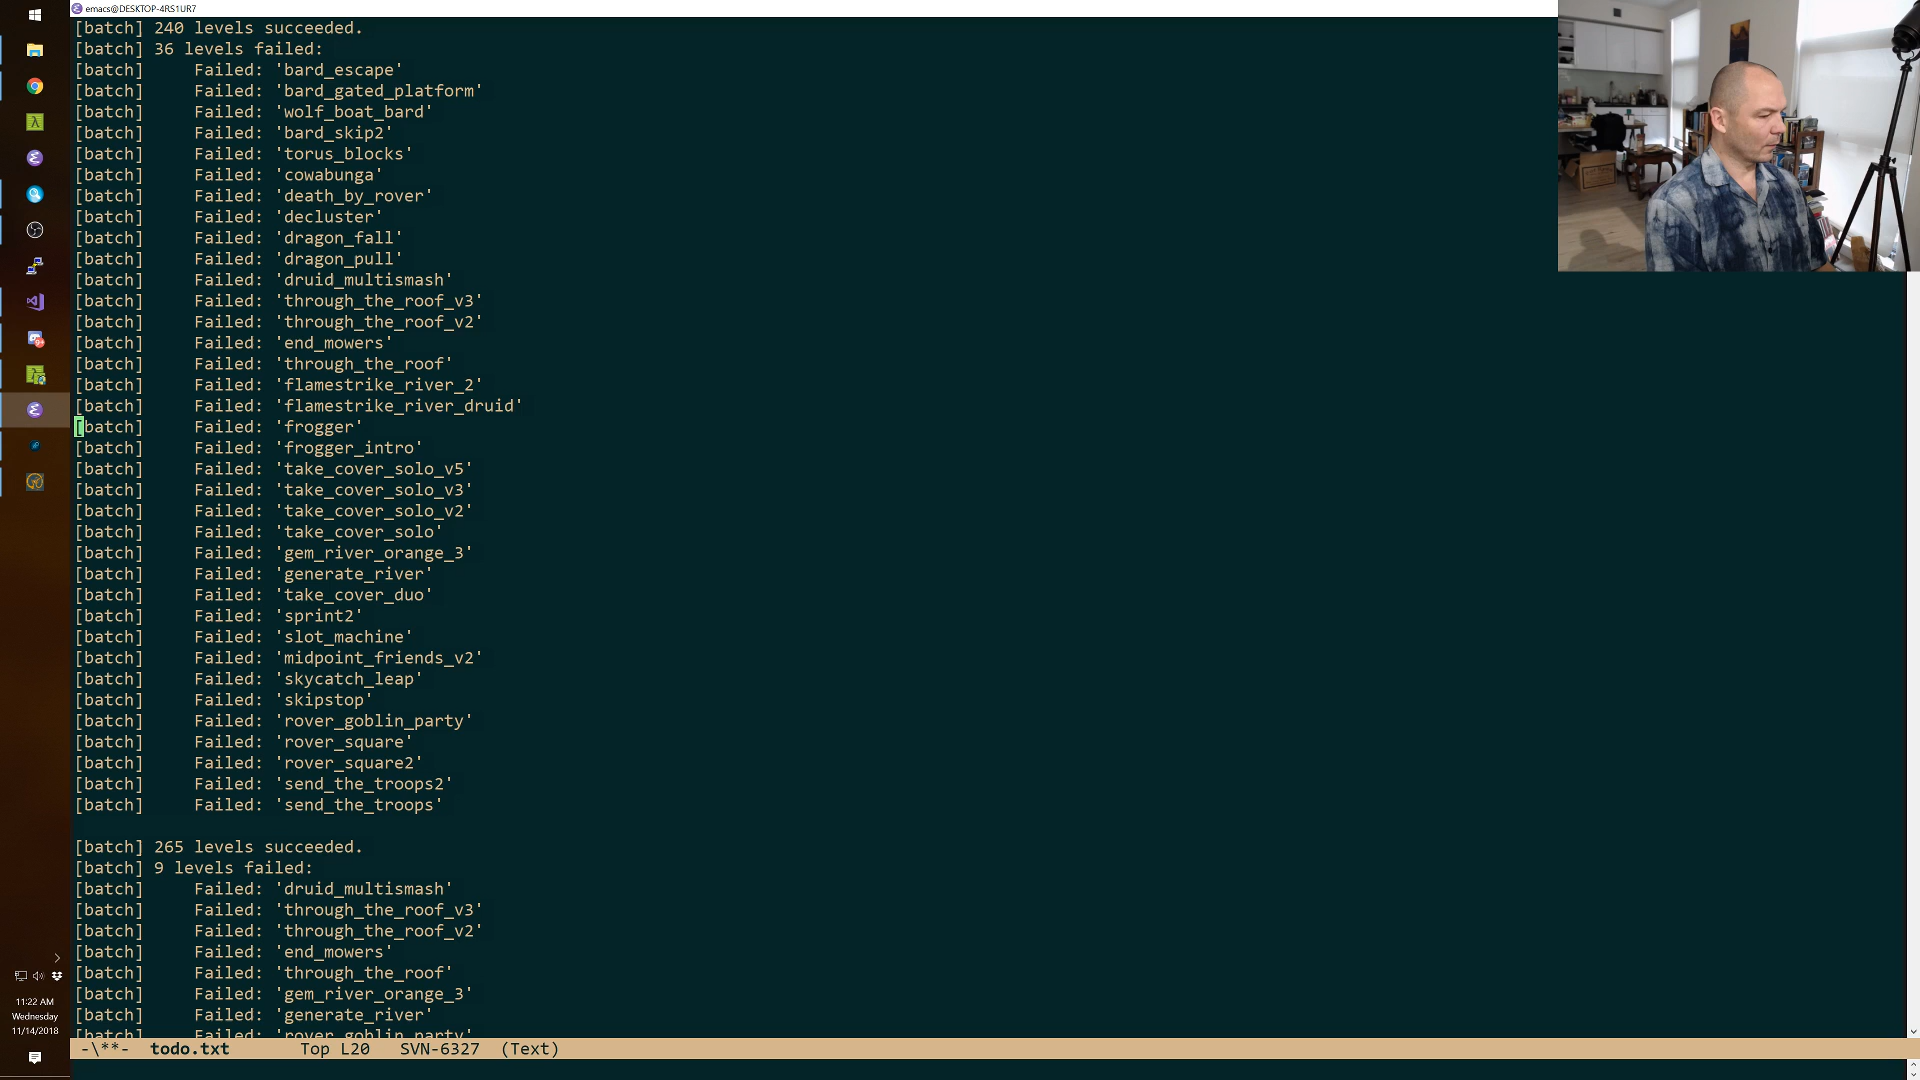 emacs@DESKTOP-4RS1UR7
[batch] 240 levels succeeded.
[batch] 36 levels failed:
[batch]     Failed: 'bard_escape'
[batch]     Failed: 'bard_gated_platform'
[batch]     Failed: 'wolf_boat_bard'
[batch]     Failed: 'bard_skip2'
[batch]     Failed: 'torus_blocks'
[batch]     Failed: 'cowabunga'
[batch]     Failed: 'death_by_rover'
[batch]     Failed: 'decluster'
[batch]     Failed: 'dragon_fall'
[batch]     Failed: 'dragon_pull'
[batch]     Failed: 'druid_multismash'
[batch]     Failed: 'through_the_roof_v3'
[batch]     Failed: 'through_the_roof_v2'
[batch]     Failed: 'end_mowers'
[batch]     Failed: 'through_the_roof'
[batch]     Failed: 'flamestrike_river_2'
[batch]     Failed: 'flamestrike_river_druid'
[batch]     Failed: 'frogger'
[batch]     Failed: 'frogger_intro'
[batch]     Failed: 'take_cover_solo_v5'
[batch]     Failed: 'take_cover_solo_v3'
[batch]     Failed: 'take_cover_solo_v2'
[batch]     Failed: 'take_cover_solo'
[batch]     Failed: 'gem_river_orange_3'
[batch]     Failed: 'generate_river'
[batch]     Failed: 'take_cover_duo'
[batch]     Failed: 'sprint2'
[batch]     Failed: 'slot_machine'
[batch]     Failed: 'midpoint_friends_v2'
[batch]     Failed: 'skycatch_leap'
[batch]     Failed: 'skipstop'
[batch]     Failed: 'rover_goblin_party'
[batch]     Failed: 'rover_square'
[batch]     Failed: 'rover_square2'
[batch]     Failed: 'send_the_troops2'
[batch]     Failed: 'send_the_troops'
[batch] 265 levels succeeded.
[batch] 9 levels failed:
[batch]     Failed: 'druid_multismash'
[batch]     Failed: 'through_the_roof_v3'
[batch]     Failed: 'through_the_roof_v2'
[batch]     Failed: 'end_mowers'
[batch]     Failed: 'through_the_roof'
[batch]     Failed: 'gem_river_orange_3'
[batch]     Failed: 'generate_river'
[batch]     Failed: 'rover_goblin_party'
-\**-  todo.txt       Top L20   SVN-6327  (Text)
11:22 AM
Wednesday
11/14/2018